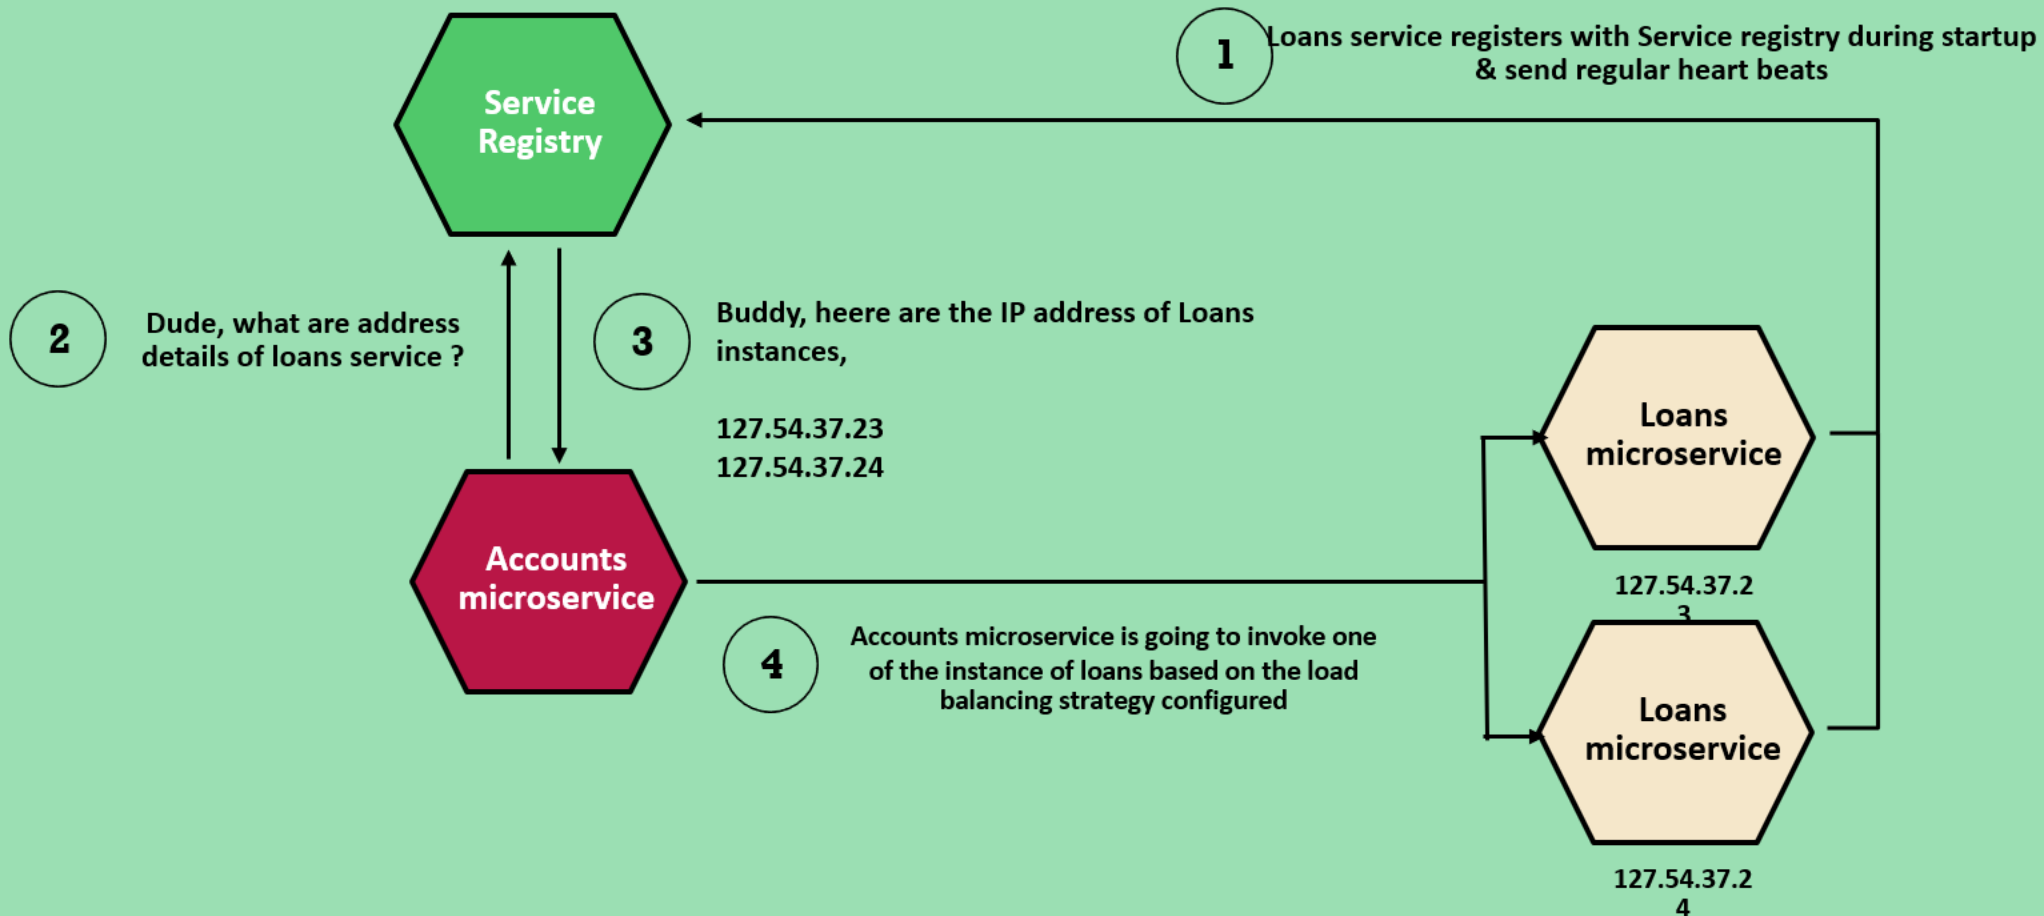 Service
Registry
1
Loans service registers with Service registry during startup
& send regular heart beats
2
Dude, what are address
details of loans service ?
3
Buddy, heere are the IP address of Loans
instances,
127.54.37.23
127.54.37.24
Accounts
microservice
4
Accounts microservice is going to invoke one
of the instance of loans based on the load
balancing strategy configured
Loans
microservice
127.54.37.2
3
Loans
microservice
127.54.37.2
4